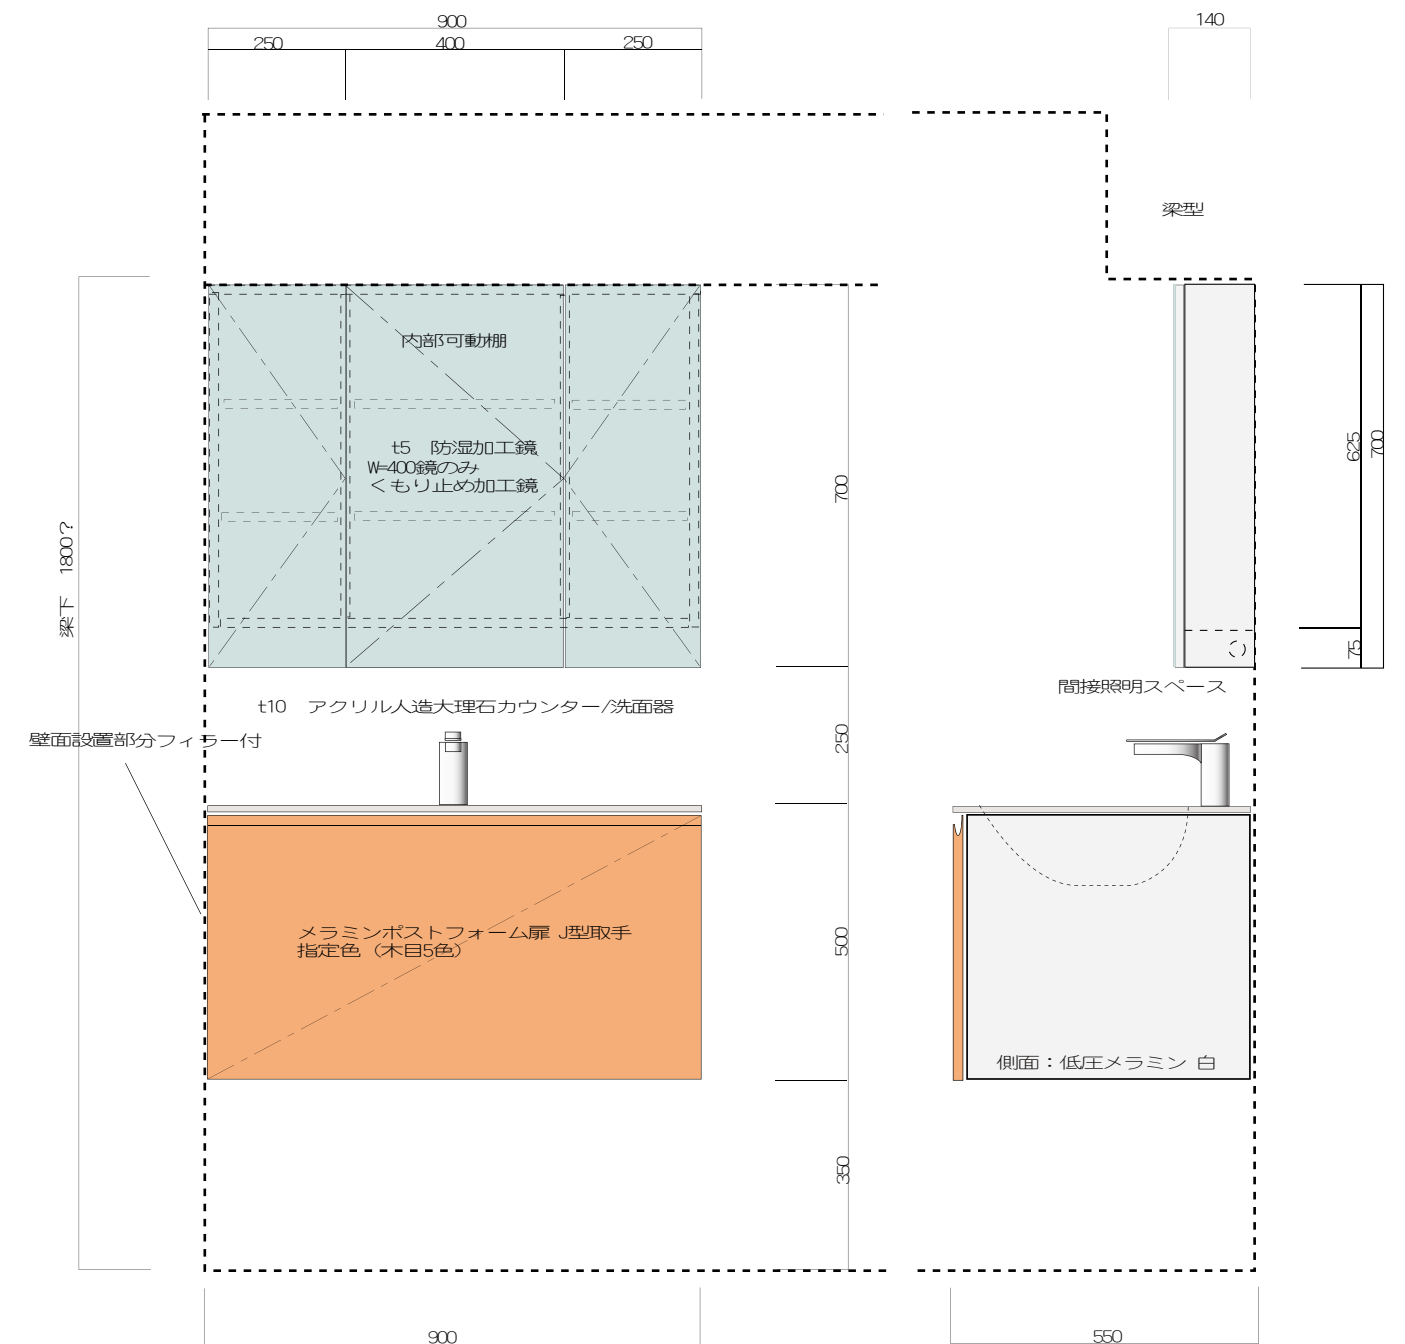 900
250
400
250
140
梁型
内部可動棚
t5 防湿加工鏡
W=400鏡のみ
くもり止め加工鏡
700
625
700
75
梁下 1800?
間接照明スペース
t10 アクリル人造大理石カウンター/洗面器
壁面設置部分フィラー付
250
メラミンポストフォーム扉 J型取手
指定色（木目5色）
500
側面：低圧メラミン 白
350
900
550